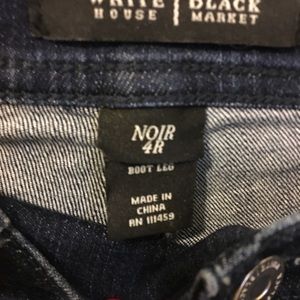 WHITE | BLACK
HOUSE | MARKET
NOIR
4R
BOOT LEG
MADE IN
CHINA
RN 111459